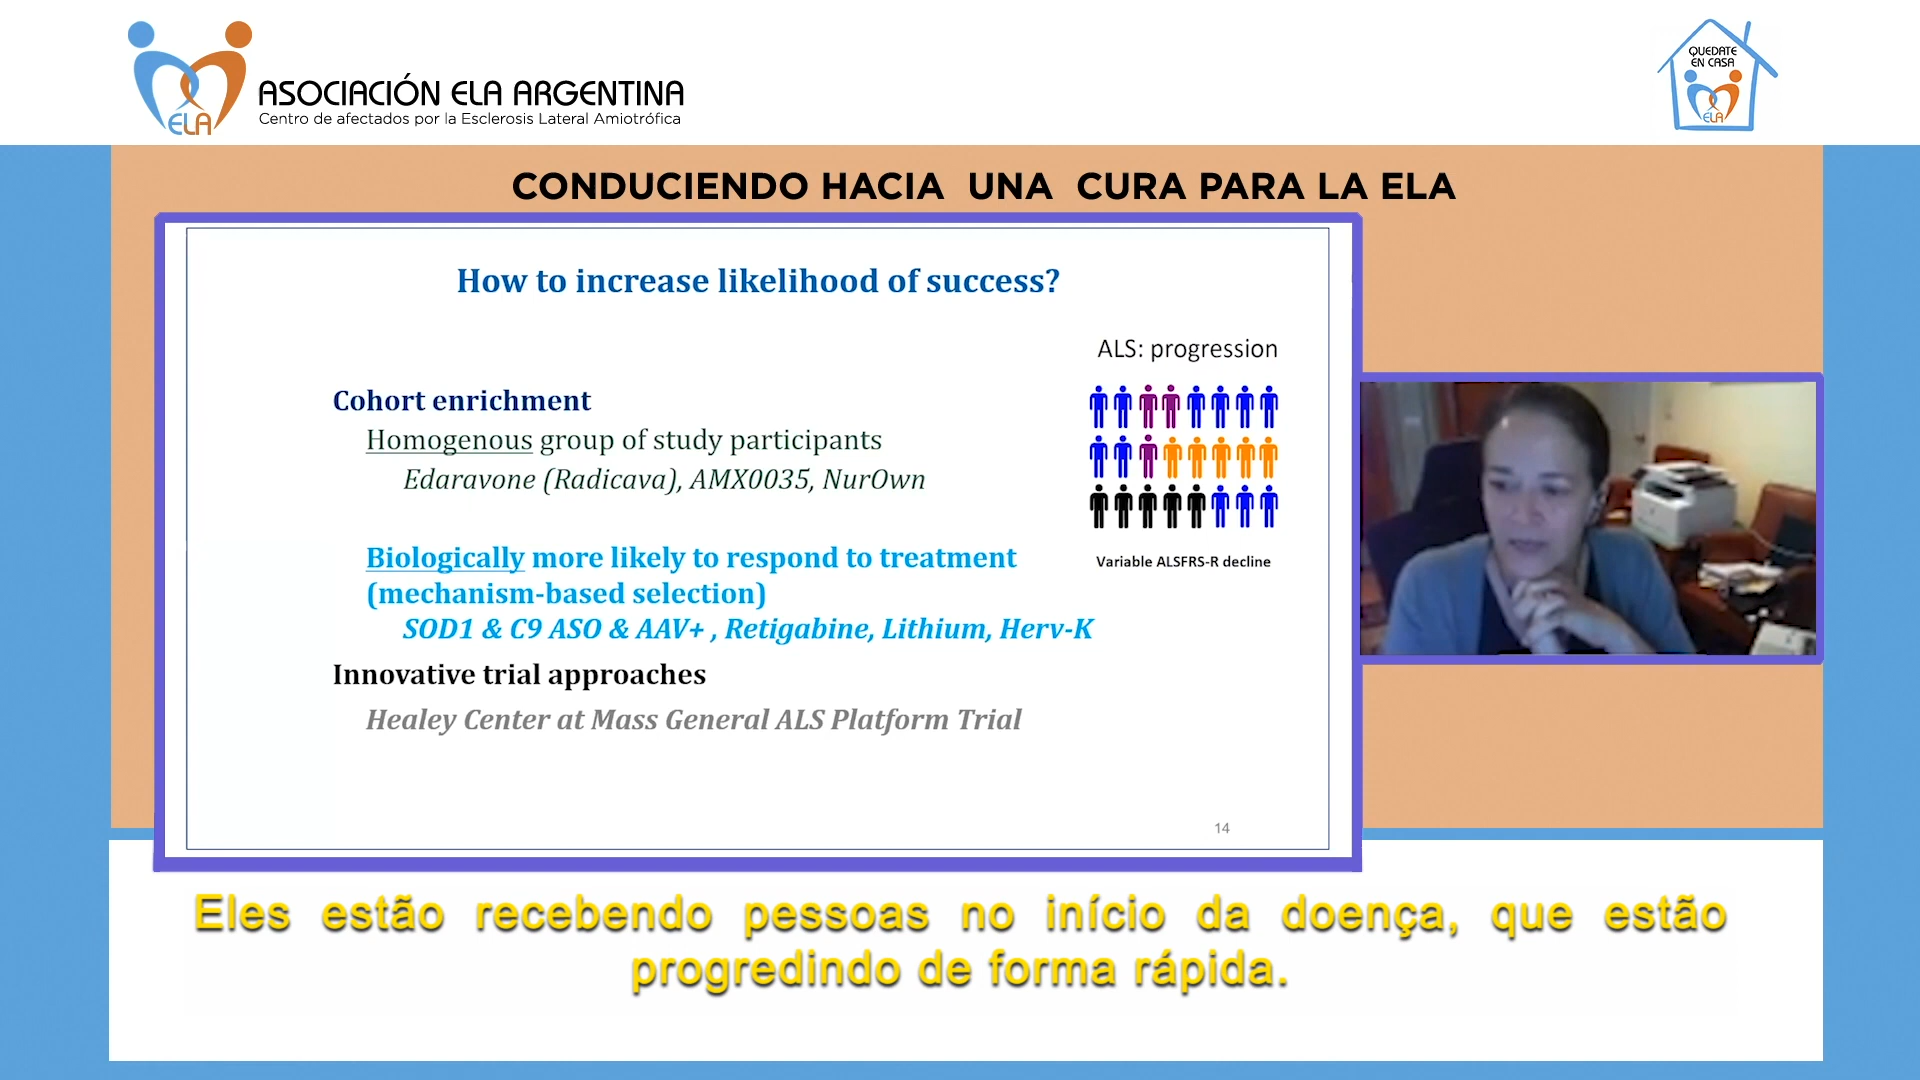 ASOCIACIÓN ELA ARGENTINA
Centro de afectados por la Esclerosis Lateral Amiotrófica
ELA
QUEDATE
EN CASA
ELA
CONDUCIENDO HACIA UNA CURA PARA LA ELA
How to increase likelihood of success?
Cohort enrichment
Homogenous group of study participants
Edaravone (Radicava), AMX0035, NurOwn
Biologically more likely to respond to treatment
(mechanism-based selection)
SOD1 & C9 ASO & AAV+ , Retigabine, Lithium, Herv-K
Innovative trial approaches
Healey Center at Mass General ALS Platform Trial
ALS: progression
Variable ALSFRS-R decline
14
Eles estão recebendo pessoas no início da doença, que estão
progredindo de forma rápida.